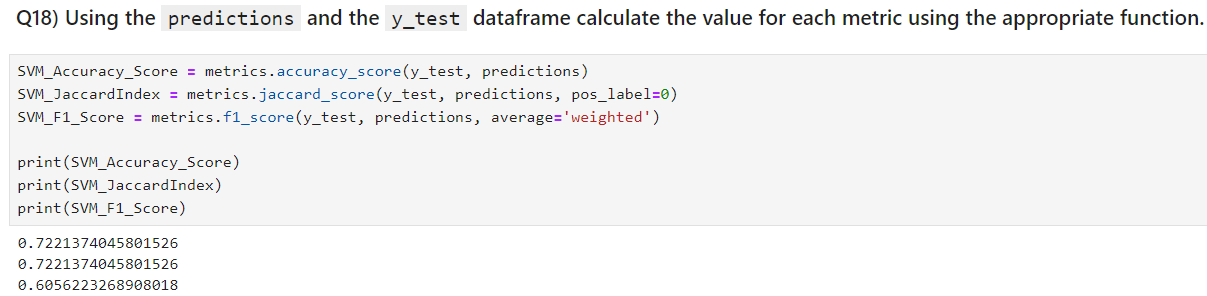 Q18) Using the predictions and the y_test dataframe calculate the value for each metric using the appropriate function.
SVM_Accuracy_Score = metrics.accuracy_score(y_test, predictions)
SVM_JaccardIndex = metrics.jaccard_score(y_test, predictions, pos_label=0)
SVM_F1_Score = metrics.f1_score(y_test, predictions, average='weighted')
print(SVM_Accuracy_Score)
print(SVM_JaccardIndex)
print(SVM_F1_Score)
0.7221374045801526
0.7221374045801526
0.6056223268908018